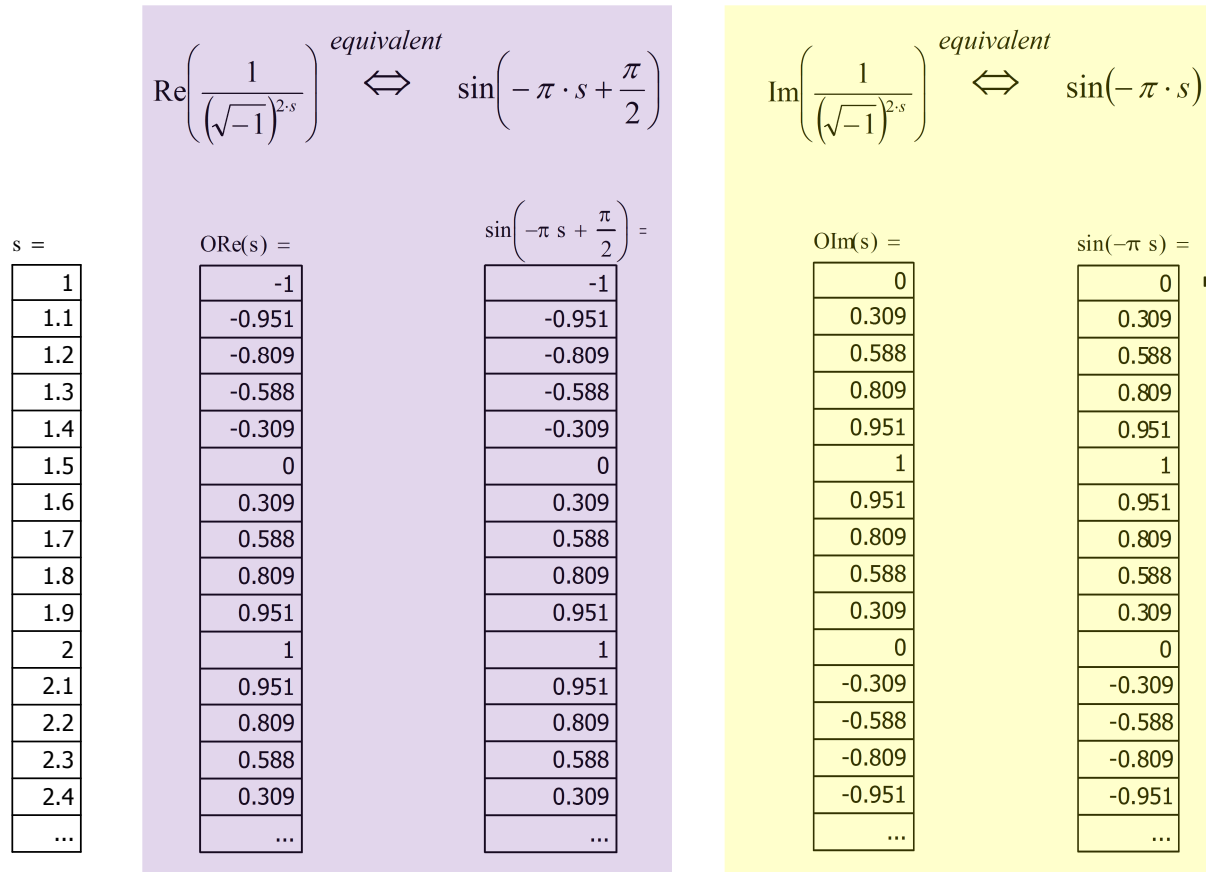 equivalent equivalent
Re(1/(√−1)^(2·s)) ⇔ sin(−π·s + π/2) Im(1/(√−1)^(2·s)) ⇔ sin(−π·s)
s = ORe(s) = sin(−π s + π/2) = OIm(s) = sin(−π s) =
1 -1 -1 0 0
1.1 -0.951 -0.951 0.309 0.309
1.2 -0.809 -0.809 0.588 0.588
1.3 -0.588 -0.588 0.809 0.809
1.4 -0.309 -0.309 0.951 0.951
1.5 0 0 1 1
1.6 0.309 0.309 0.951 0.951
1.7 0.588 0.588 0.809 0.809
1.8 0.809 0.809 0.588 0.588
1.9 0.951 0.951 0.309 0.309
2 1 1 0 0
2.1 0.951 0.951 -0.309 -0.309
2.2 0.809 0.809 -0.588 -0.588
2.3 0.588 0.588 -0.809 -0.809
2.4 0.309 0.309 -0.951 -0.951
... ... ... ... ...